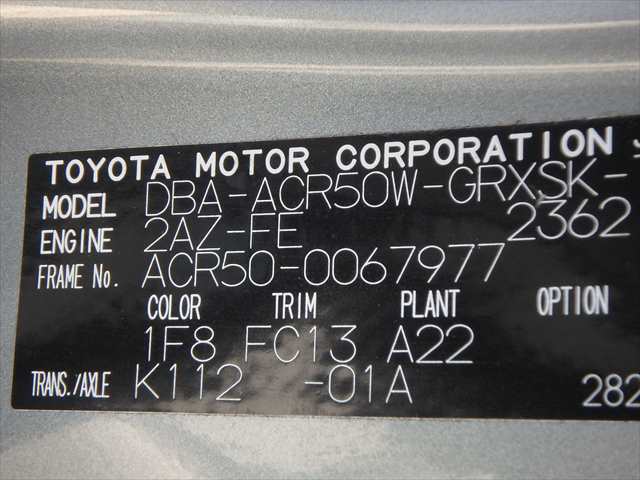 TOYOTA MOTOR CORPORATION
MODEL DBA-ACR50W-GRXSK-
ENGINE 2AZ-FE 2362
FRAME No. ACR50-0067977
COLOR TRIM PLANT OPTION
1F8 FC13 A22
TRANS./AXLE K112 -01A 282